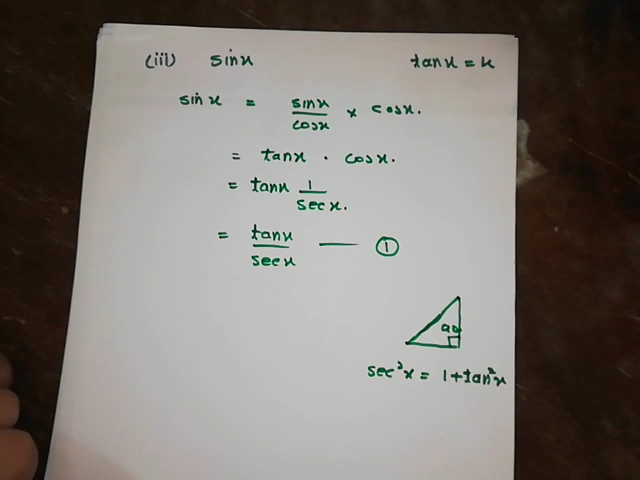 (iii) sinx tanx = k
sinx = sinx/cosx × cosx.
= tanx . cosx.
= tanx 1/secx.
= tanx/secx —— ①
90
sec²x = 1+tan²x